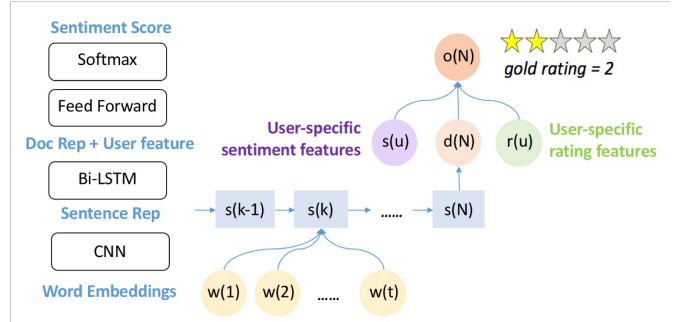 Sentiment Score
Softmax
Feed Forward
Doc Rep + User feature
Bi-LSTM
Sentence Rep
CNN
Word Embeddings
o(N)
gold rating = 2
User-specific
sentiment features
s(u)
d(N)
r(u)
User-specific
rating features
s(k-1)
s(k)
......
s(N)
w(1)
w(2)
......
w(t)